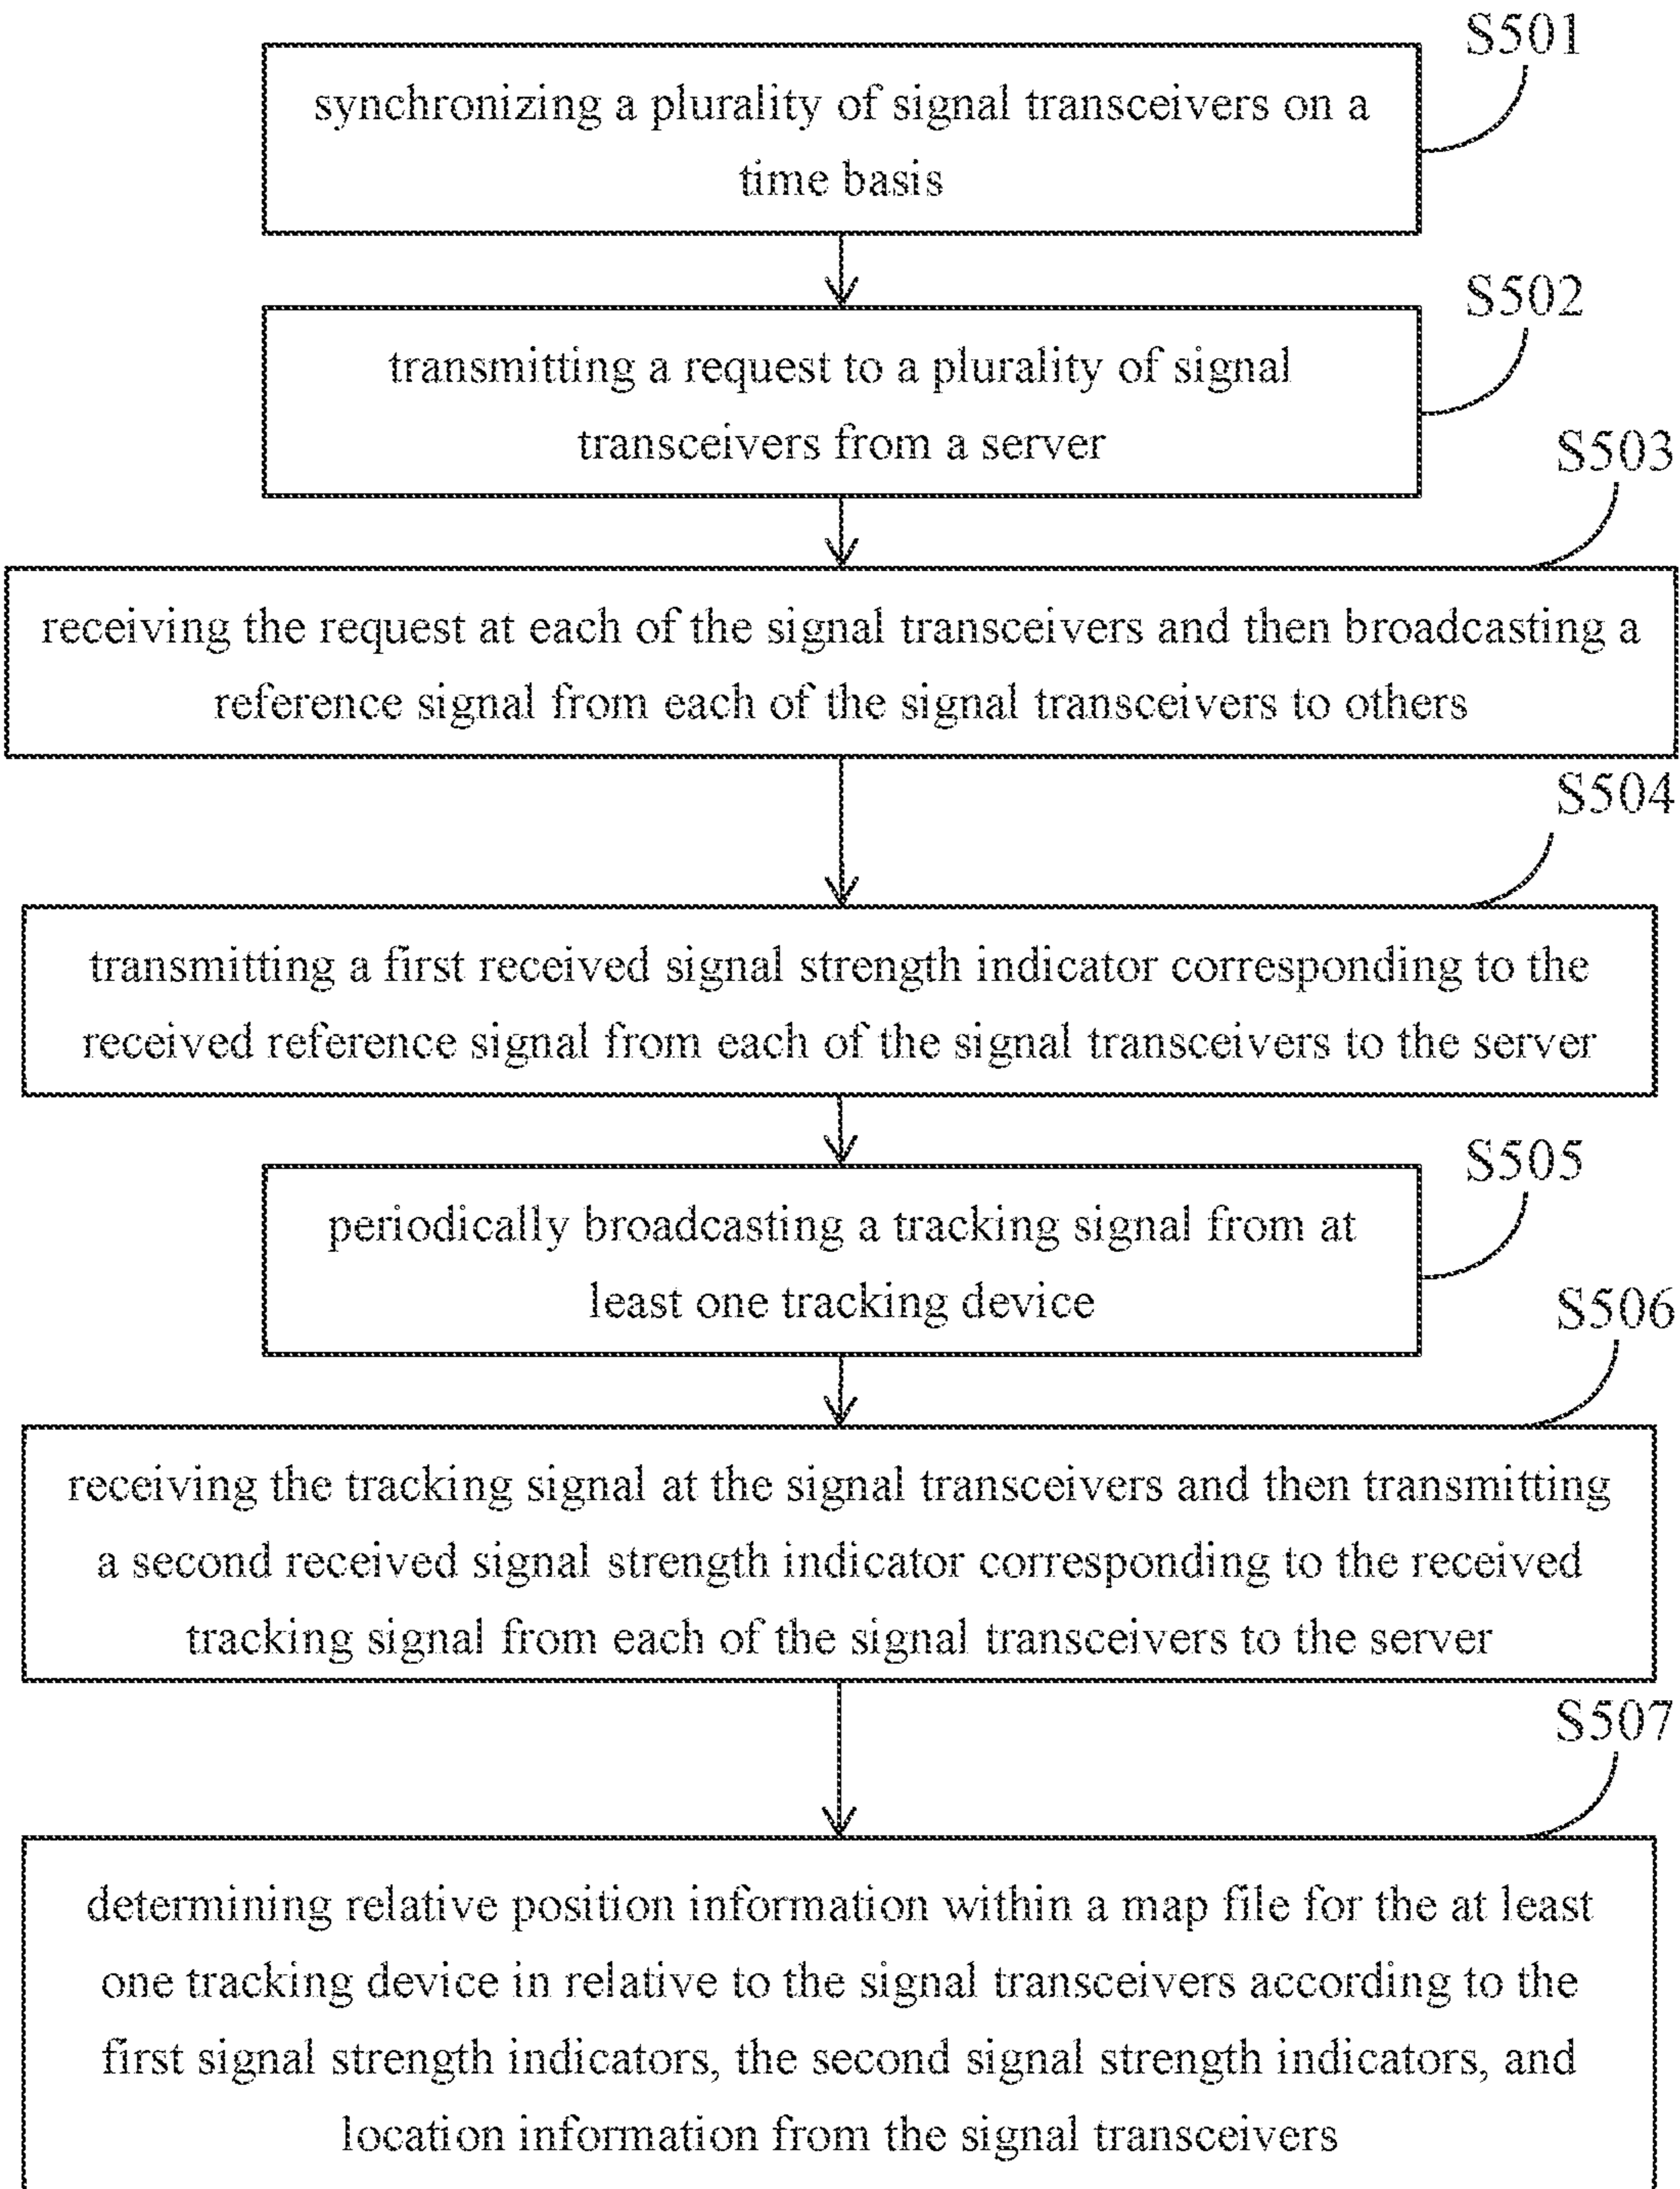 S501
synchronizing a plurality of signal transceivers on a
time basis
S502
transmitting a request to a plurality of signal
transceivers from a server
S503
receiving the request at each of the signal transceivers and then broadcasting a
reference signal from each of the signal transceivers to others
S504
transmitting a first received signal strength indicator corresponding to the
received reference signal from each of the signal transceivers to the server
S505
periodically broadcasting a tracking signal from at
least one tracking device
S506
receiving the tracking signal at the signal transceivers and then transmitting
a second received signal strength indicator corresponding to the received
tracking signal from each of the signal transceivers to the server
S507
determining relative position information within a map file for the at least
one tracking device in relative to the signal transceivers according to the
first signal strength indicators, the second signal strength indicators, and
location information from the signal transceivers